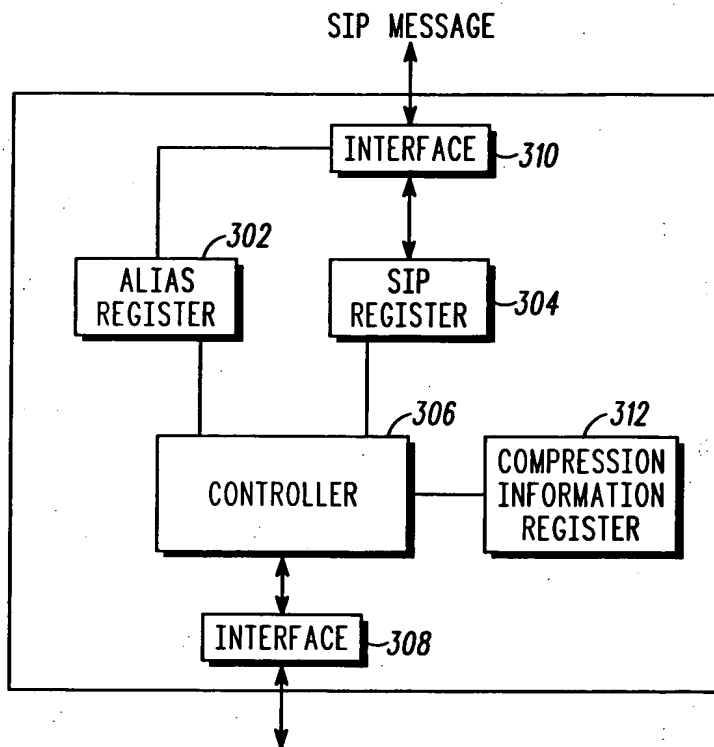 SIP MESSAGE
INTERFACE
310
302
ALIAS
REGISTER
SIP
REGISTER
304
306
CONTROLLER
312
COMPRESSION
INFORMATION
REGISTER
INTERFACE
308